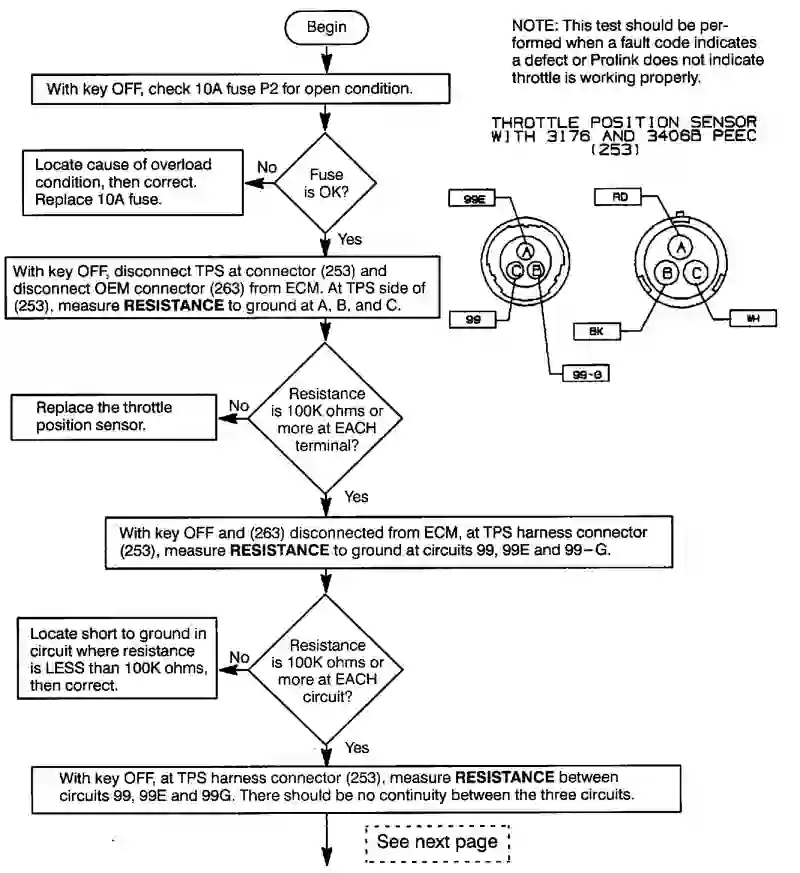 Begin
NOTE: This test should be per-
formed when a fault code indicates
a defect or Prolink does not indicate
throttle is working properly.
With key OFF, check 10A fuse P2 for open condition.
THROTTLE POSITION SENSOR
WITH 3176 AND 3406B PEEC
(253)
Locate cause of overload
condition, then correct.
Replace 10A fuse.
No
Fuse
is OK?
Yes
99E
RD
A
C
B
A
B
C
99
99-G
BK
WH
With key OFF, disconnect TPS at connector (253) and
disconnect OEM connector (263) from ECM. At TPS side of
(253), measure RESISTANCE to ground at A, B, and C.
Replace the throttle
position sensor.
No
Resistance
is 100K ohms or
more at EACH
terminal?
Yes
With key OFF and (263) disconnected from ECM, at TPS harness connector
(253), measure RESISTANCE to ground at circuits 99, 99E and 99-G.
Locate short to ground in
circuit where resistance
is LESS than 100K ohms,
then correct.
No
Resistance
is 100K ohms or
more at EACH
circuit?
Yes
With key OFF, at TPS harness connector (253), measure RESISTANCE between
circuits 99, 99E and 99G. There should be no continuity between the three circuits.
See next page